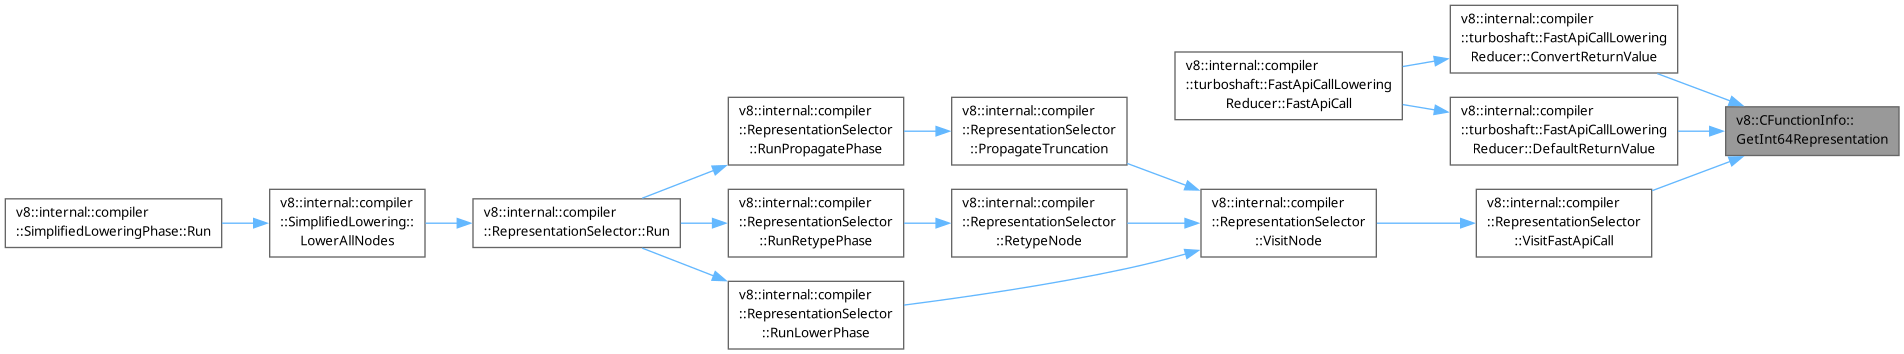 v8::internal::compiler
::SimplifiedLoweringPhase::Run
v8::internal::compiler
::SimplifiedLowering::
LowerAllNodes
v8::internal::compiler
::RepresentationSelector::Run
v8::internal::compiler
::RepresentationSelector
::RunPropagatePhase
v8::internal::compiler
::RepresentationSelector
::RunRetypePhase
v8::internal::compiler
::RepresentationSelector
::RunLowerPhase
v8::internal::compiler
::RepresentationSelector
::PropagateTruncation
v8::internal::compiler
::RepresentationSelector
::RetypeNode
v8::internal::compiler
::turboshaft::FastApiCallLowering
Reducer::FastApiCall
v8::internal::compiler
::RepresentationSelector
::VisitNode
v8::internal::compiler
::turboshaft::FastApiCallLowering
Reducer::ConvertReturnValue
v8::internal::compiler
::turboshaft::FastApiCallLowering
Reducer::DefaultReturnValue
v8::internal::compiler
::RepresentationSelector
::VisitFastApiCall
v8::CFunctionInfo::
GetInt64Representation